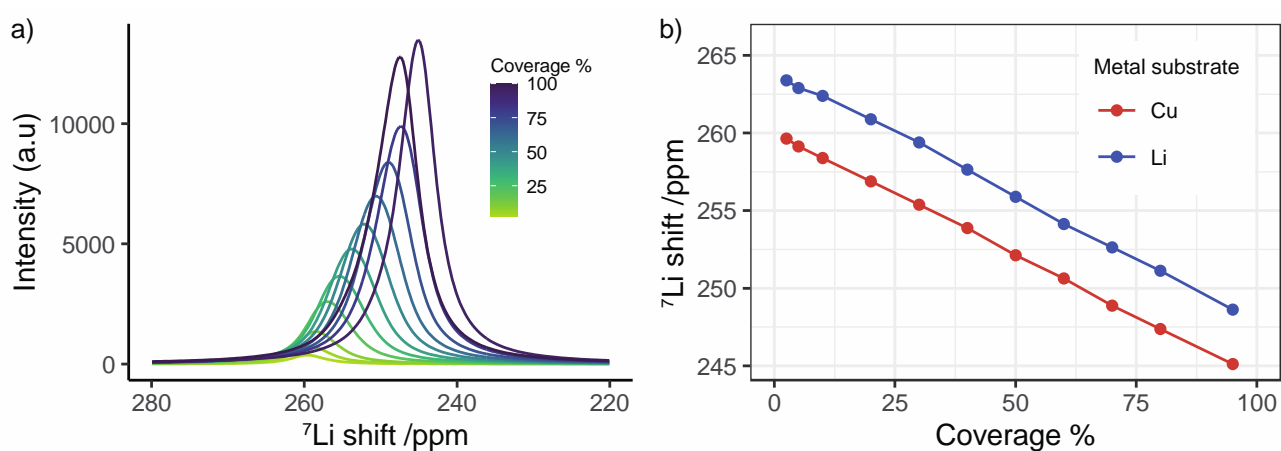 a)
Intensity (a.u)
10000
5000
0
280
260
240
220
⁷Li shift /ppm
Coverage %
100
75
50
25
b)
⁷Li shift /ppm
265
260
255
250
245
0
25
50
75
100
Coverage %
Metal substrate
Cu
Li